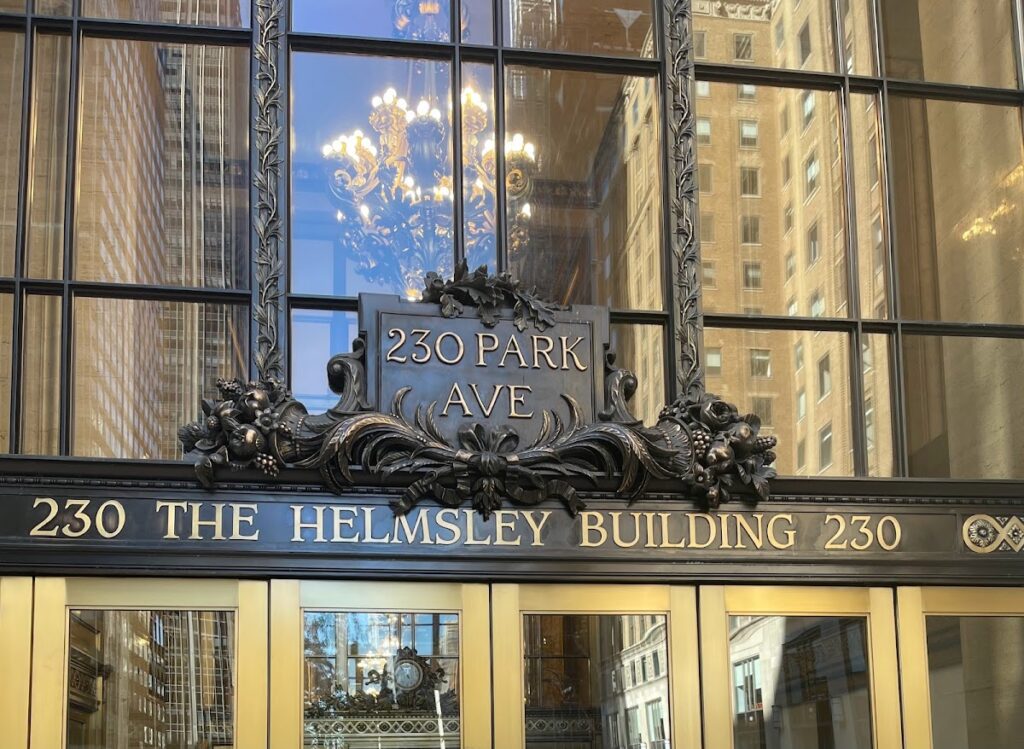 230 PARK
AVE
230 THE HELMSLEY BUILDING 230